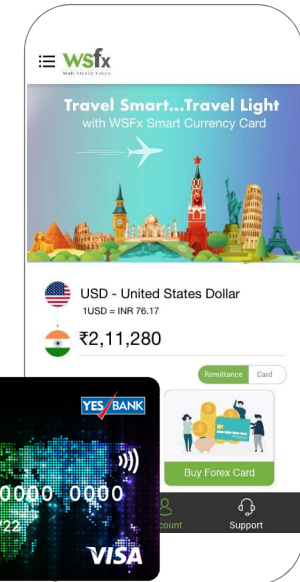 wsfx
Wall Street Forex
Travel Smart...Travel Light
with WSFx Smart Currency Card
USD - United States Dollar
1USD = INR 76.17
₹2,11,280
Remittance Card
YES BANK
Buy Forex Card
0000 0000
/22
count
Support
VISA